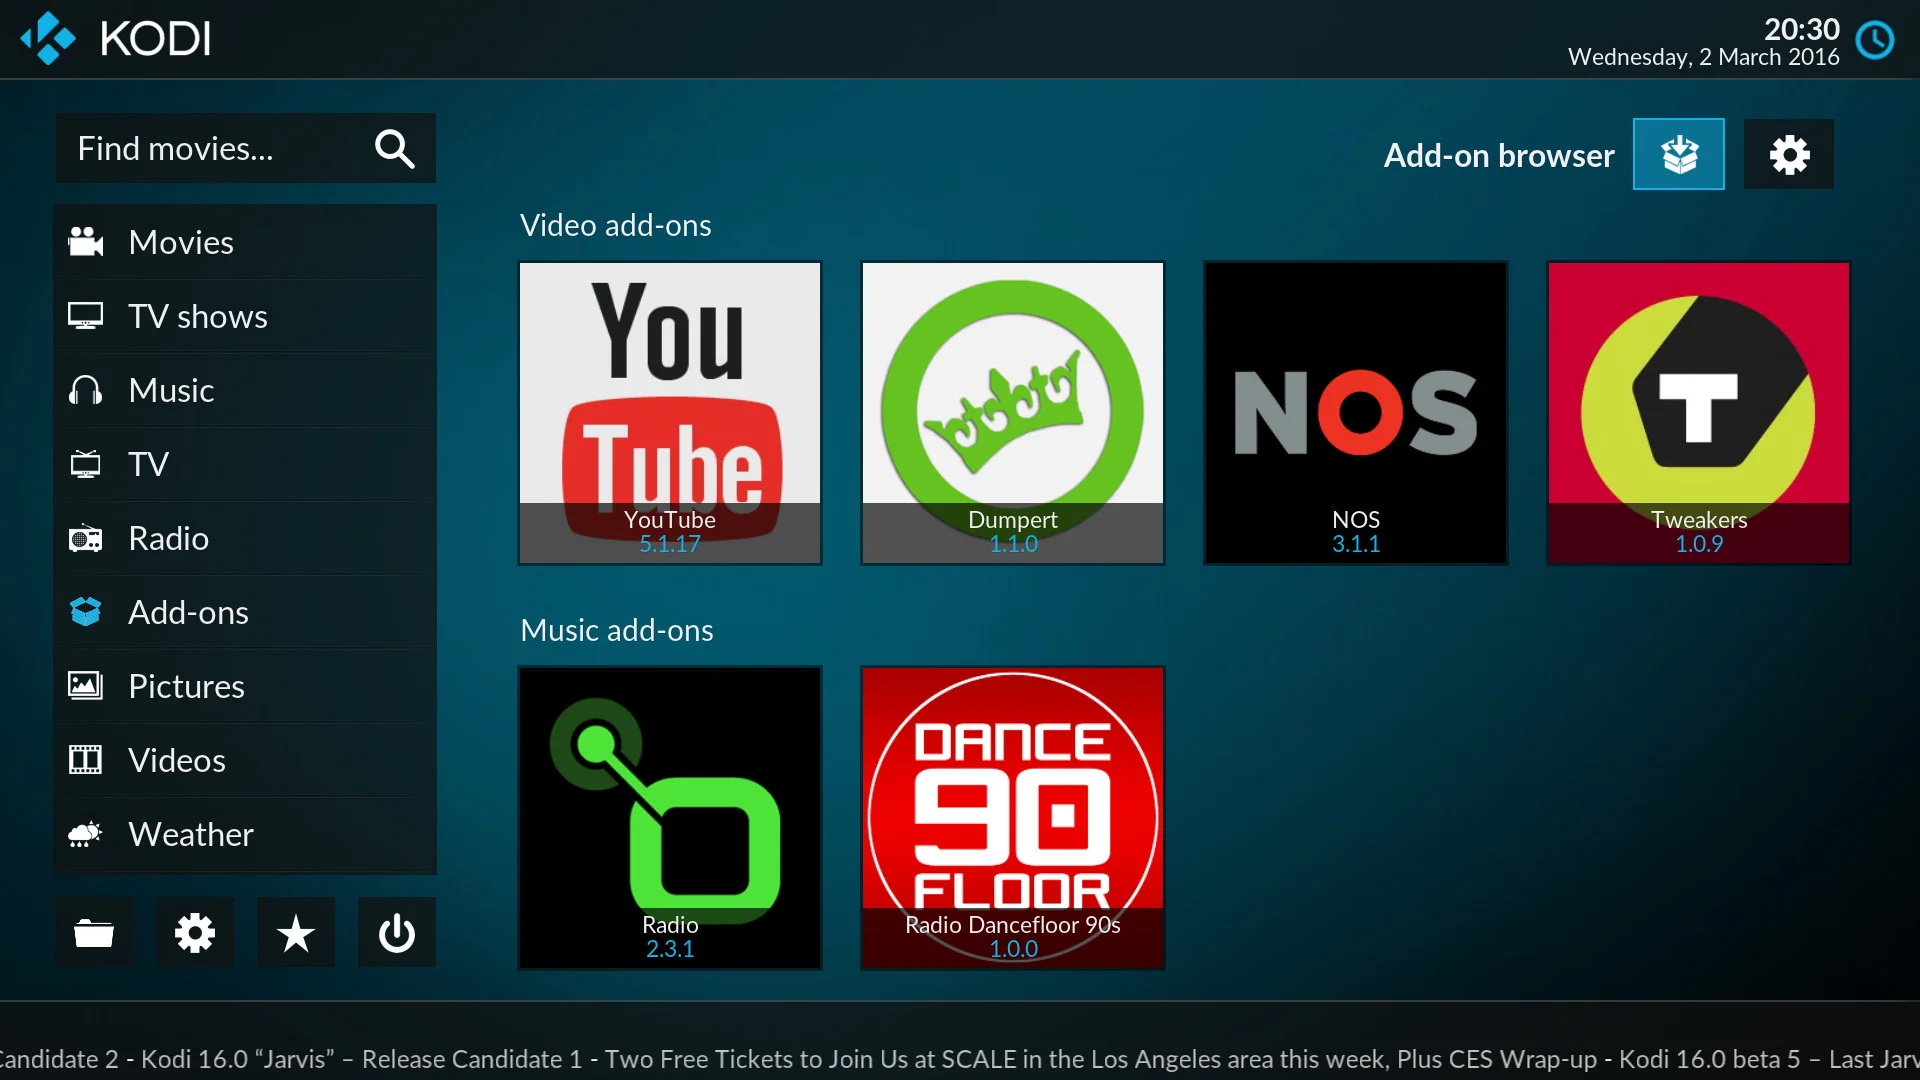 KODI
20:30
Wednesday, 2 March 2016
Find movies...
Add-on browser
Movies
TV shows
Music
TV
Radio
Add-ons
Pictures
Videos
Weather
Video add-ons
You
Tube
YouTube
5.1.17
Dumpert
1.1.0
NOS
NOS
3.1.1
T
Tweakers
1.0.9
Music add-ons
Radio
2.3.1
DANCE
90
FLOOR
Radio Dancefloor 90s
1.0.0
andidate 2 - Kodi 16.0 “Jarvis” – Release Candidate 1 - Two Free Tickets to Join Us at SCALE in the Los Angeles area this week, Plus CES Wrap-up - Kodi 16.0 beta 5 – Last Jarv